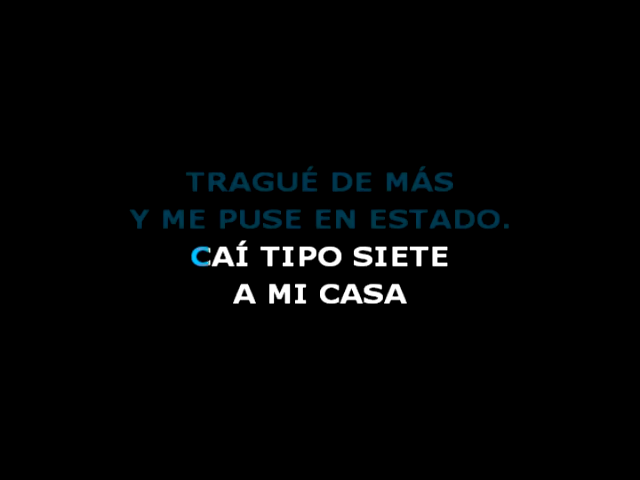 TRAGUÉ DE MÁS
Y ME PUSE EN ESTADO.
CAÍ TIPO SIETE
A MI CASA